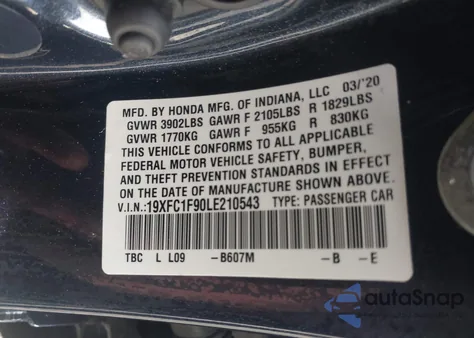 MFD. BY HONDA MFG. OF INDIANA, LLC 03/'20
GVWR 3902LBS GAWR F 2105LBS R 1829LBS
GVWR 1770KG GAWR F 955KG R 830KG
THIS VEHICLE CONFORMS TO ALL APPLICABLE
FEDERAL MOTOR VEHICLE SAFETY, BUMPER,
AND THEFT PREVENTION STANDARDS IN EFFECT
ON THE DATE OF MANUFACTURE SHOWN ABOVE.
V.I.N.:19XFC1F90LE210543 TYPE: PASSENGER CAR
TBC L L09 -B607M -B -E
autoSnap